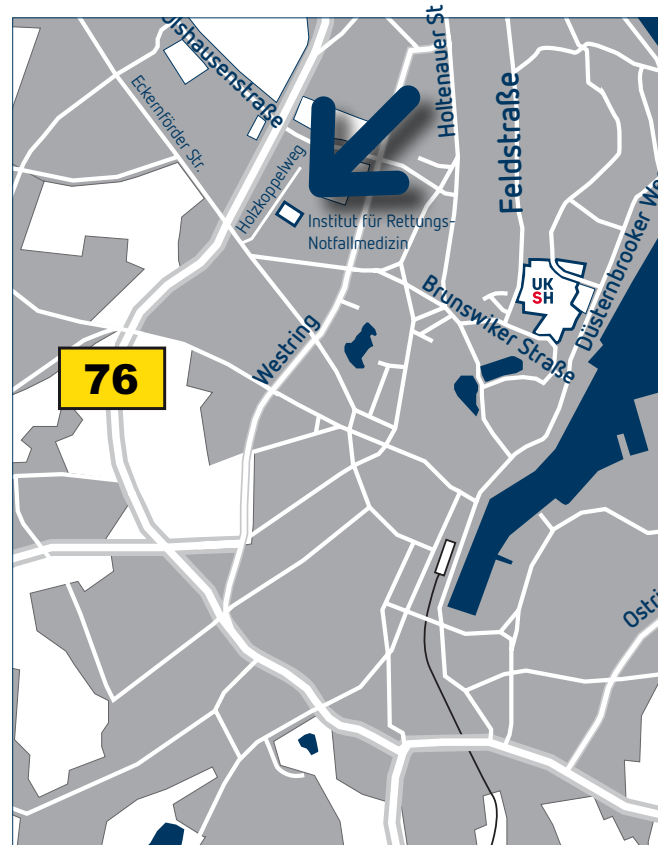 olshausenstraße
Eckernförder Str.
Holtenauer St
Feldstraße
Holzkoppelweg
Institut für Rettungs-
Notfallmedizin
UK
SH
Düsternbrooker We
Brunswiker Straße
Westring
76
Ostri